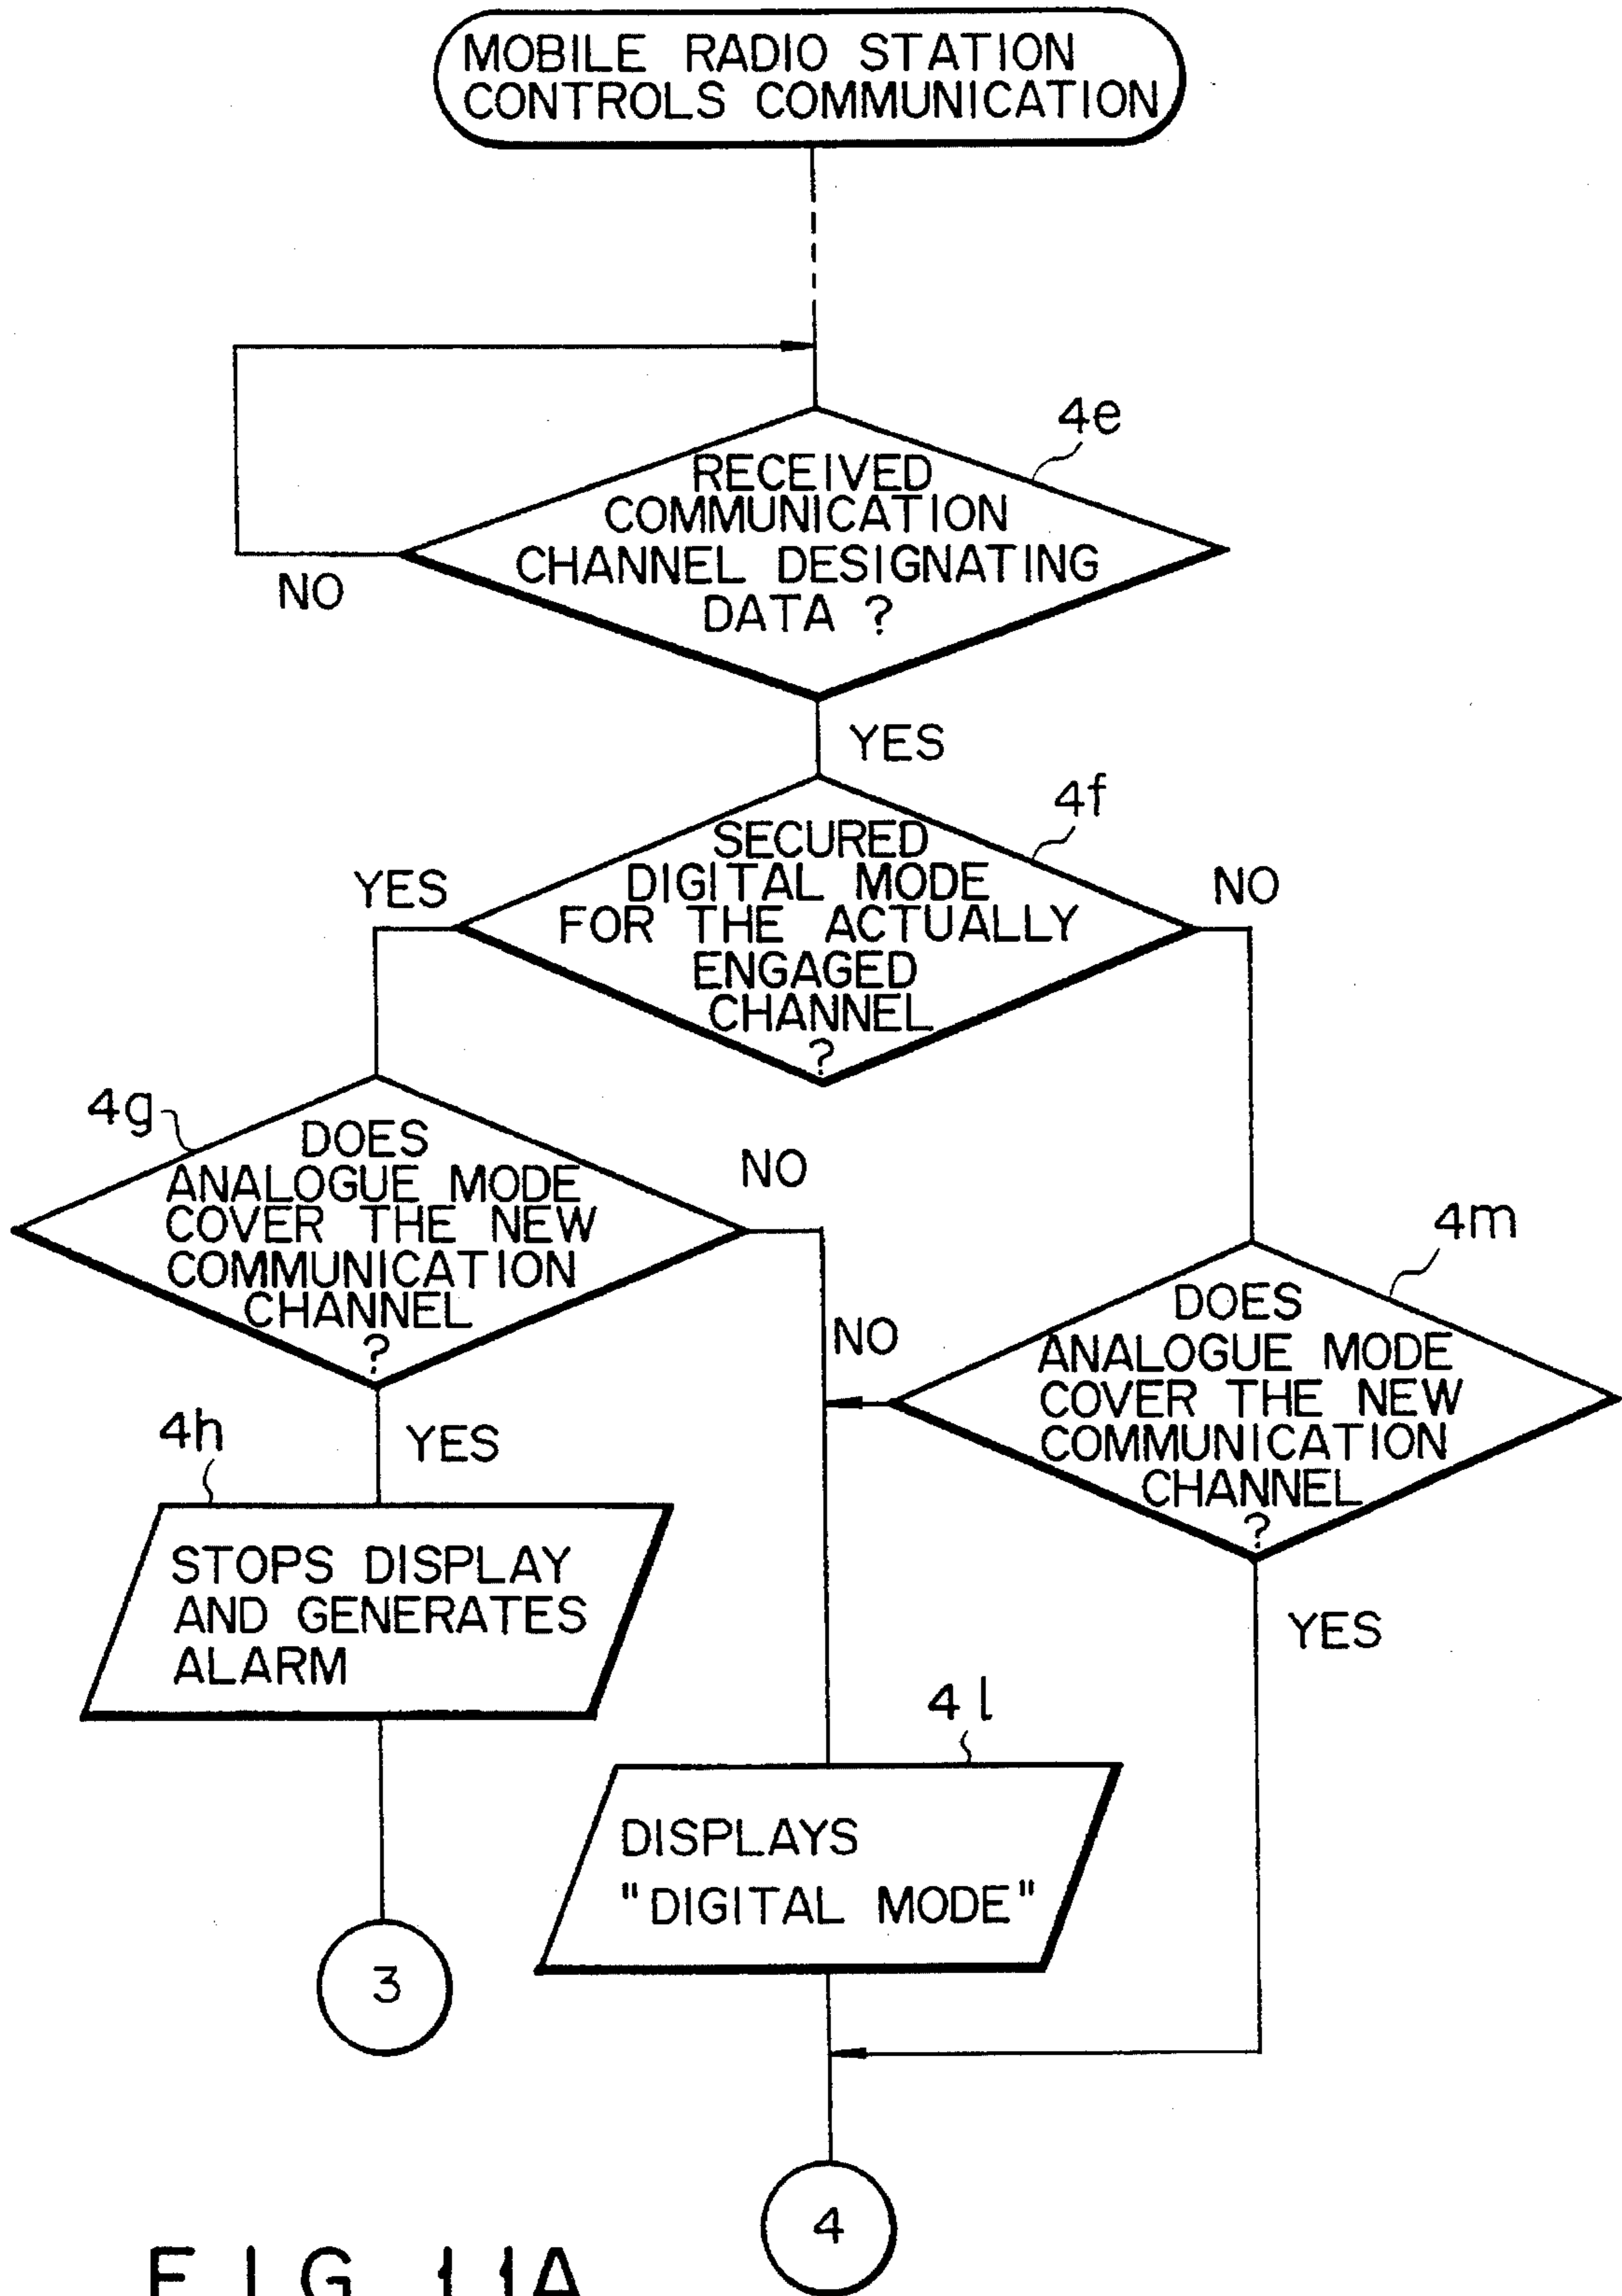 MOBILE RADIO STATION
CONTROLS COMMUNICATION
4e
RECEIVED
COMMUNICATION
CHANNEL DESIGNATING
DATA ?
NO
YES
4f
SECURED
DIGITAL MODE
FOR THE ACTUALLY
ENGAGED
CHANNEL
?
YES
NO
4g
DOES
ANALOGUE MODE
COVER THE NEW
COMMUNICATION
CHANNEL
?
NO
4m
DOES
ANALOGUE MODE
COVER THE NEW
COMMUNICATION
CHANNEL
?
NO
YES
4h
STOPS DISPLAY
AND GENERATES
ALARM
YES
4l
DISPLAYS
"DIGITAL MODE"
3
4
FIG. 11A